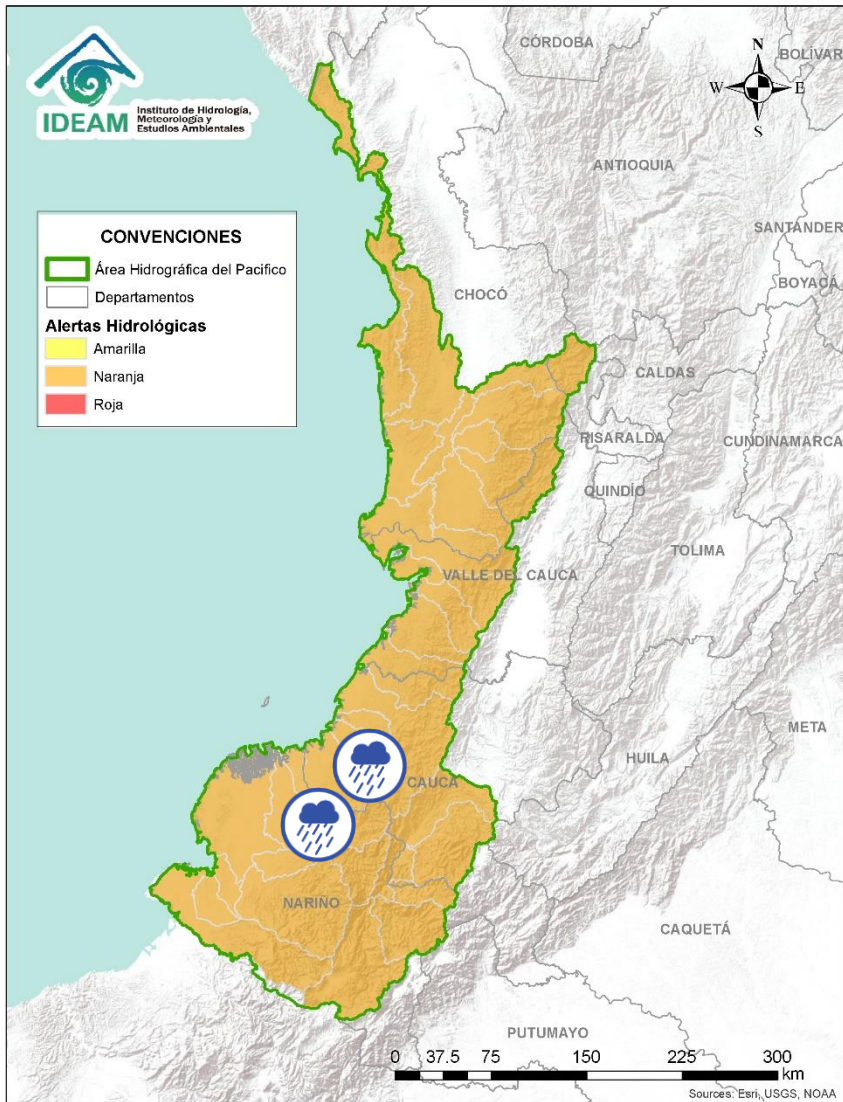 IDEAM
Instituto de Hidrología,
Meteorología y
Estudios Ambientales
CÓRDOBA
BOLÍVAR
N
W
E
S
ANTIOQUIA
SANTANDER
BOYACÁ
CONVENCIONES
Área Hidrográfica del Pacifico
Departamentos
Alertas Hidrológicas
Amarilla
Naranja
Roja
CHOCÓ
CALDAS
RISARALDA
CUNDINAMARCA
QUINDÍO
TOLIMA
VALLE DEL CAUCA
META
HUILA
CAUCA
NARIÑO
CAQUETÁ
PUTUMAYO
0 37.5 75 150 225 300
km
Sources: Esri, USGS, NOAA